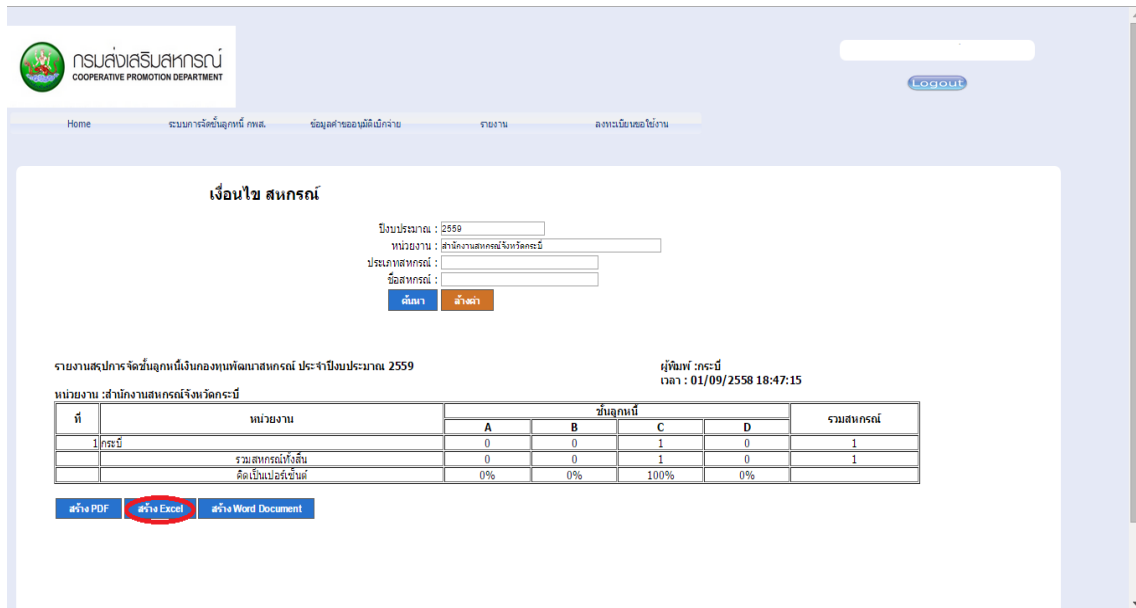 กรมส่งเสริมสหกรณ์
COOPERATIVE PROMOTION DEPARTMENT
Logout
Home ระบบการจัดชั้นลูกหนี้ กพส. ข้อมูลคำขออนุมัติเบิกจ่าย รายงาน ลงทะเบียนขอใช้งาน
เงื่อนไข สหกรณ์
ปีงบประมาณ : 2559
หน่วยงาน : สำนักงานสหกรณ์จังหวัดกระบี่
ประเภทสหกรณ์ :
ชื่อสหกรณ์ :
ค้นหา ล้างค่า
รายงานสรุปการจัดชั้นลูกหนี้เงินกองทุนพัฒนาสหกรณ์ ประจำปีงบประมาณ 2559 ผู้พิมพ์ :กระบี่
เวลา : 01/09/2558 18:47:15
หน่วยงาน :สำนักงานสหกรณ์จังหวัดกระบี่
ที่ หน่วยงาน ชั้นลูกหนี้ รวมสหกรณ์
A B C D
1 กระบี่ 0 0 1 0 1
รวมสหกรณ์ทั้งสิ้น 0 0 1 0 1
คิดเป็นเปอร์เซ็นต์ 0% 0% 100% 0%
สร้าง PDF สร้าง Excel สร้าง Word Document